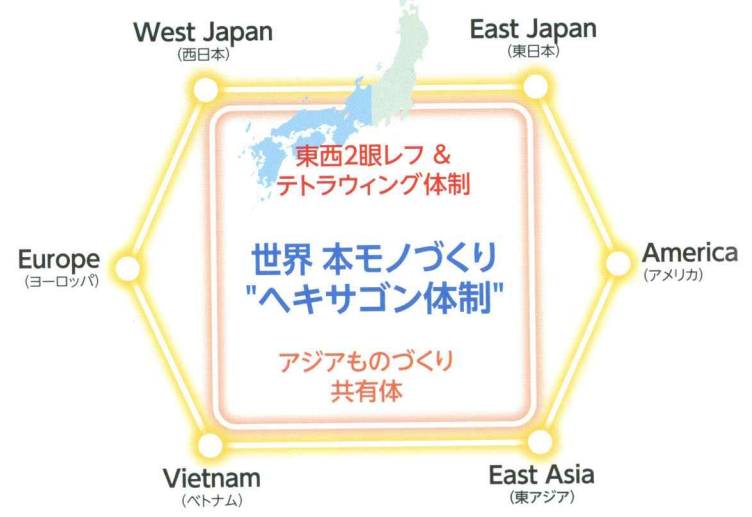 West Japan
(西日本)
East Japan
(東日本)
東西2眼レフ &
テトラウィング体制
Europe
(ヨーロッパ)
世界 本モノづくり
"ヘキサゴン体制"
America
(アメリカ)
アジアものづくり
共有体
Vietnam
(ベトナム)
East Asia
(東アジア)